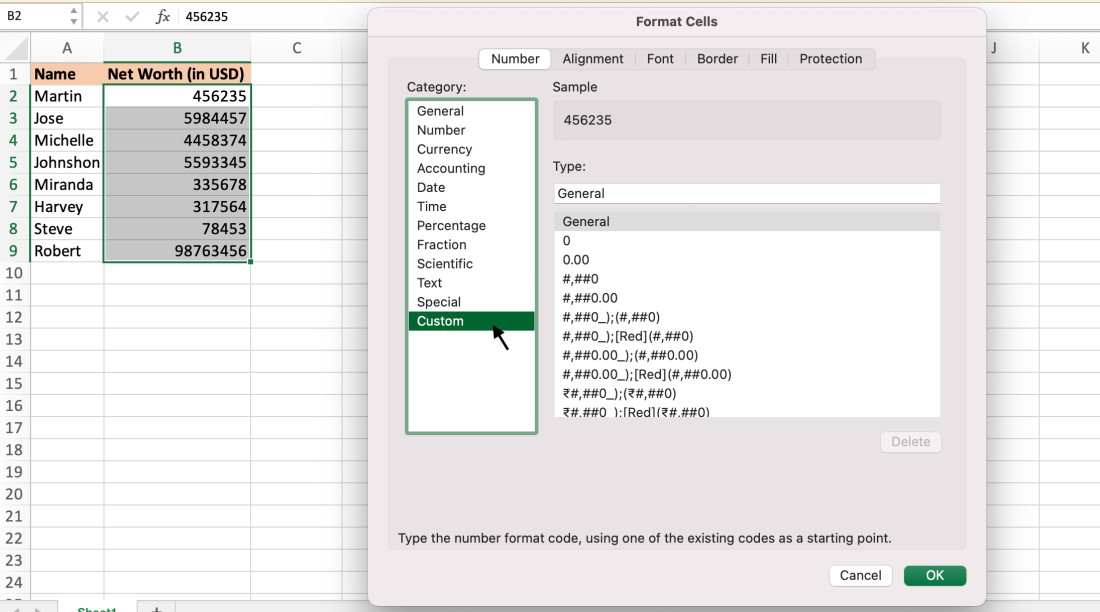 B2 fx 456235
A B C J K
1 Name Net Worth (in USD)
2 Martin 456235
3 Jose 5984457
4 Michelle 4458374
5 Johnshon 5593345
6 Miranda 335678
7 Harvey 317564
8 Steve 78453
9 Robert 98763456
10
11
12
13
14
15
16
17
18
19
20
21
22
23
24
Sheet1 +
Format Cells
Number Alignment Font Border Fill Protection
Category:
General
Number
Currency
Accounting
Date
Time
Percentage
Fraction
Scientific
Text
Special
Custom
Sample
456235
Type:
General
General
0
0.00
#,##0
#,##0.00
#,##0_);(#,##0)
#,##0_);[Red](#,##0)
#,##0.00_);(#,##0.00)
#,##0.00_);[Red](#,##0.00)
₹#,##0_);(₹#,##0)
₹#,##0_);[Red](₹#,##0)
Delete
Type the number format code, using one of the existing codes as a starting point.
Cancel OK